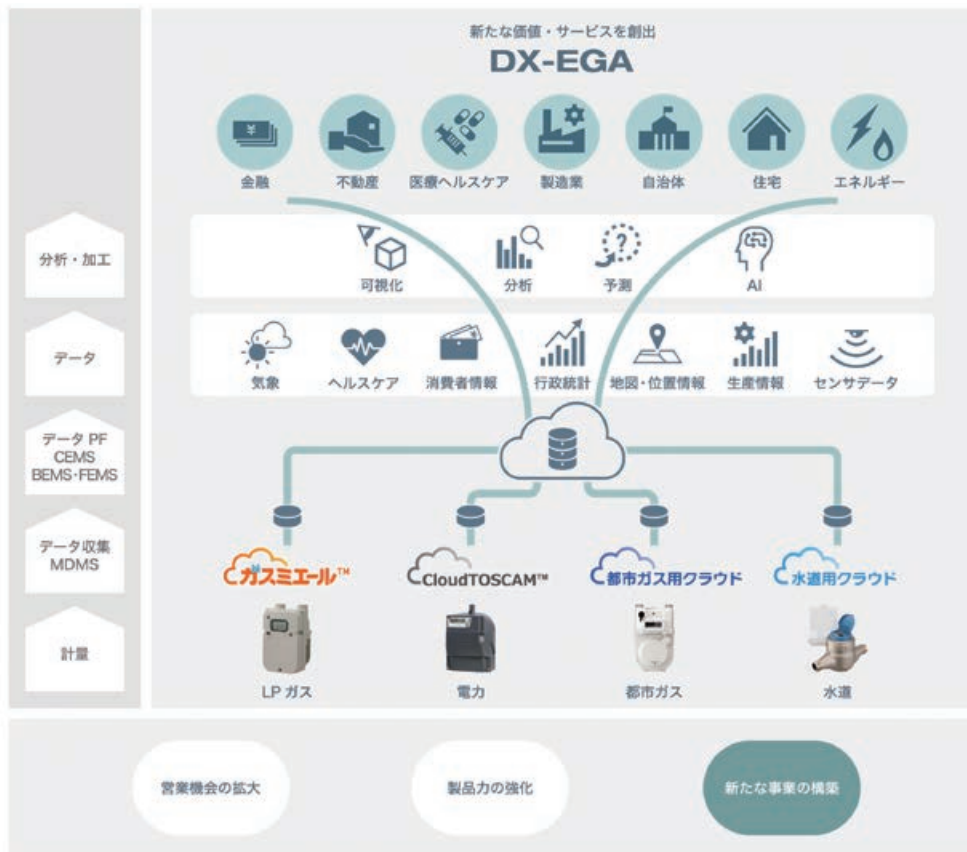 新たな価値・サービスを創出
DX-EGA
金融
不動産
医療ヘルスケア
製造業
自治体
住宅
エネルギー
分析・加工
可視化
分析
予測
AI
データ
気象
ヘルスケア
消費者情報
行政統計
地図・位置情報
生産情報
センサデータ
データ PF
CEMS
BEMS・FEMS
データ収集
MDMS
ガスミエール™
CloudTOSCAM™
都市ガス用クラウド
水道用クラウド
計量
LP ガス
電力
都市ガス
水道
営業機会の拡大
製品力の強化
新たな事業の構築